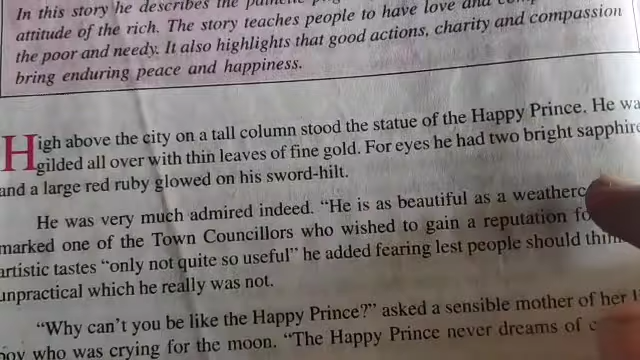 In this story he describes the
attitude of the rich. The story teaches people to have love and
the poor and needy. It also highlights that good actions, charity and compassion
bring enduring peace and happiness.
High above the city on a tall column stood the statue of the Happy Prince. He wa
gilded all over with thin leaves of fine gold. For eyes he had two bright sapphire
and a large red ruby glowed on his sword-hilt.
He was very much admired indeed. "He is as beautiful as a weatherc
marked one of the Town Councillors who wished to gain a reputation fo
artistic tastes "only not quite so useful" he added fearing lest people should thin
unpractical which he really was not.
"Why can't you be like the Happy Prince?" asked a sensible mother of her
boy who was crying for the moon. "The Happy Prince never dreams of